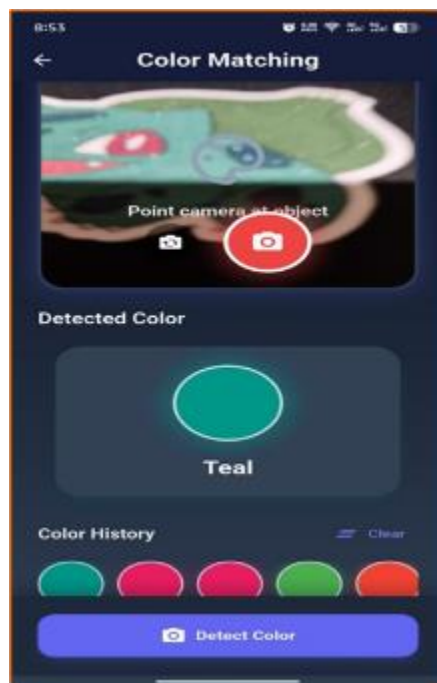 8:53
Color Matching
Point camera at object
Detected Color
Teal
Color History
Clear
Detect Color